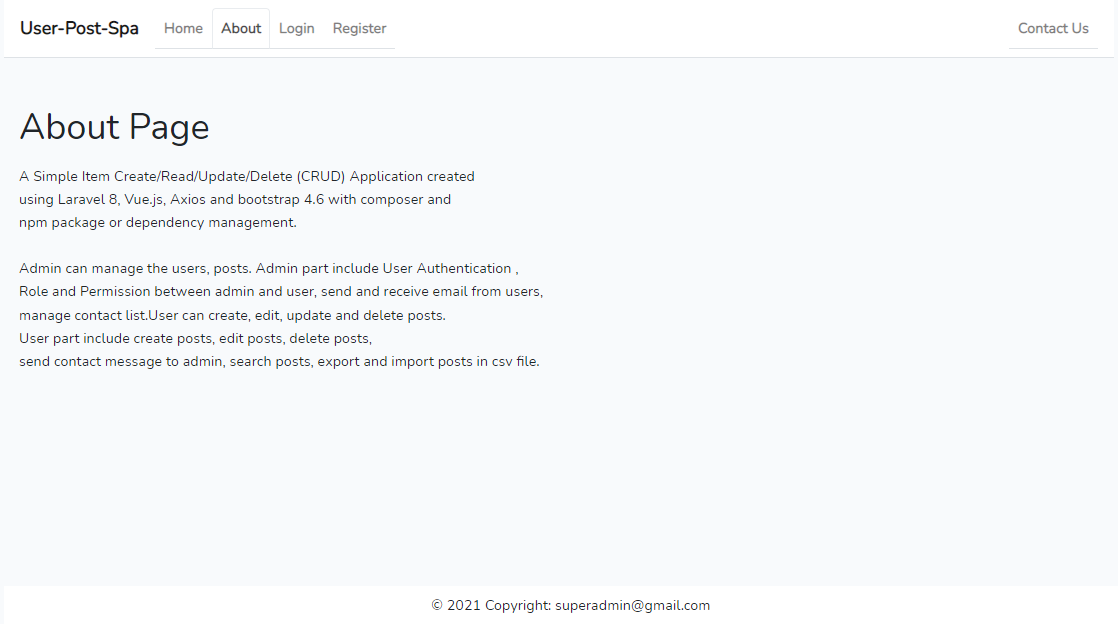 User-Post-Spa Home About Login Register Contact Us
About Page
A Simple Item Create/Read/Update/Delete (CRUD) Application created
using Laravel 8, Vue.js, Axios and bootstrap 4.6 with composer and
npm package or dependency management.
Admin can manage the users, posts. Admin part include User Authentication ,
Role and Permission between admin and user, send and receive email from users,
manage contact list.User can create, edit, update and delete posts.
User part include create posts, edit posts, delete posts,
send contact message to admin, search posts, export and import posts in csv file.
© 2021 Copyright: superadmin@gmail.com